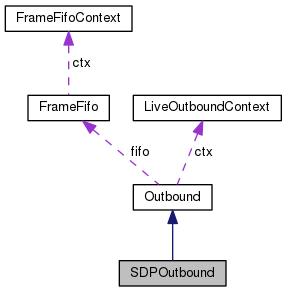 FrameFifoContext
ctx
FrameFifo
LiveOutboundContext
fifo
ctx
Outbound
SDPOutbound